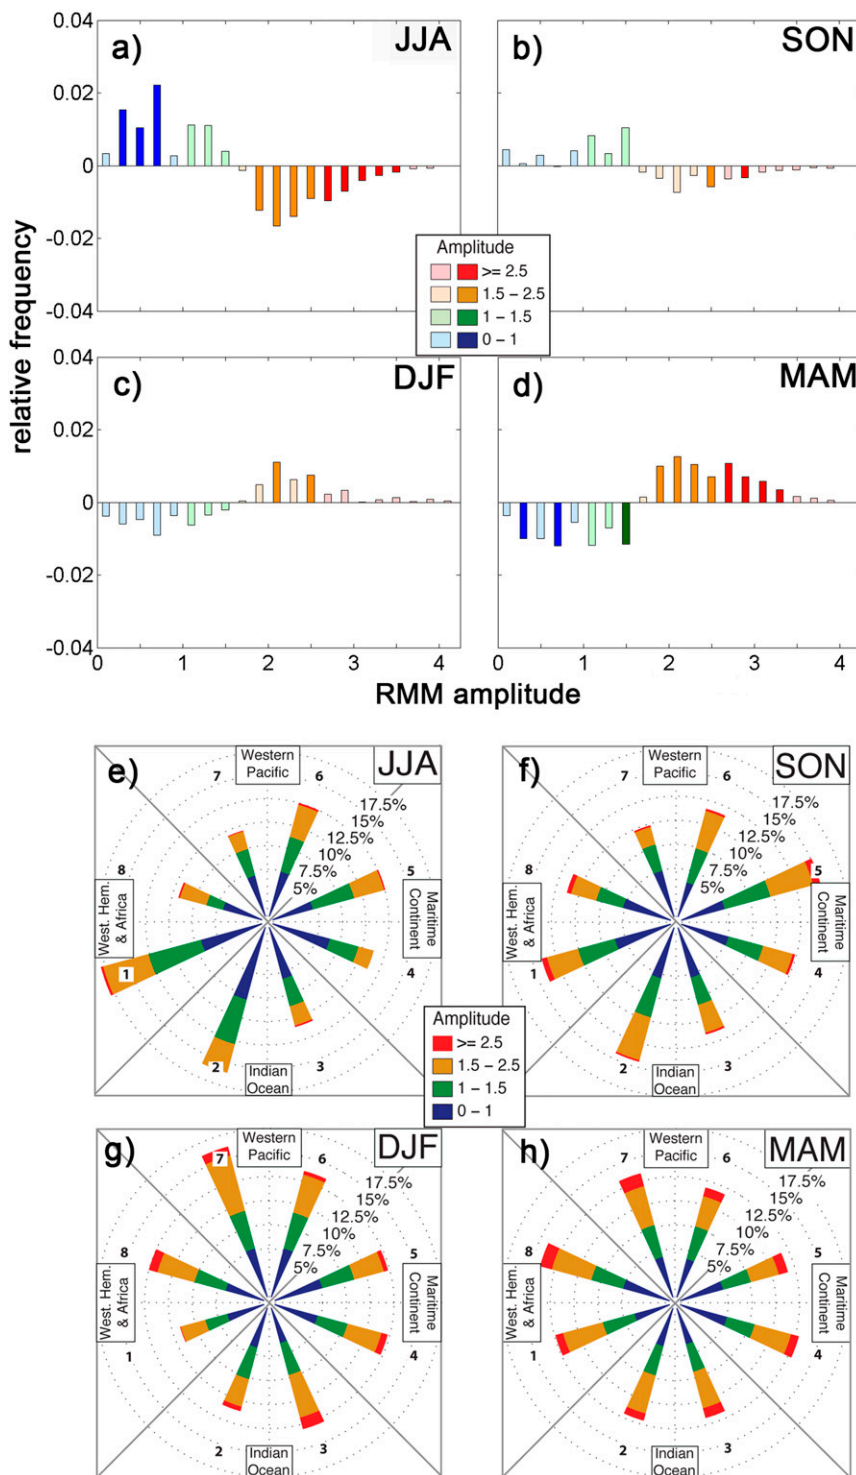 0.04
a)
JJA
b)
SON
0.02
0
-0.02
-0.04
Amplitude
>= 2.5
1.5 – 2.5
1 – 1.5
0 – 1
relative frequency
0.04
c)
DJF
d)
MAM
0.02
0
-0.02
-0.04
0
1
2
3
4
0
1
2
3
4
RMM amplitude
e)
7
Western
Pacific
6
JJA
17.5%
15%
12.5%
10%
7.5%
5%
8
5
West. Hem.
& Africa
Maritime
Continent
1
4
2
Indian
Ocean
3
f)
7
Western
Pacific
6
SON
17.5%
15%
12.5%
10%
7.5%
5%
8
5
West. Hem.
& Africa
Maritime
Continent
1
4
2
Indian
Ocean
3
Amplitude
>= 2.5
1.5 – 2.5
1 – 1.5
0 – 1
g)
7
Western
Pacific
6
DJF
17.5%
15%
12.5%
10%
7.5%
5%
8
5
West. Hem.
& Africa
Maritime
Continent
1
4
2
Indian
Ocean
3
h)
7
Western
Pacific
6
MAM
17.5%
15%
12.5%
10%
7.5%
5%
8
5
West. Hem.
& Africa
Maritime
Continent
1
4
2
Indian
Ocean
3